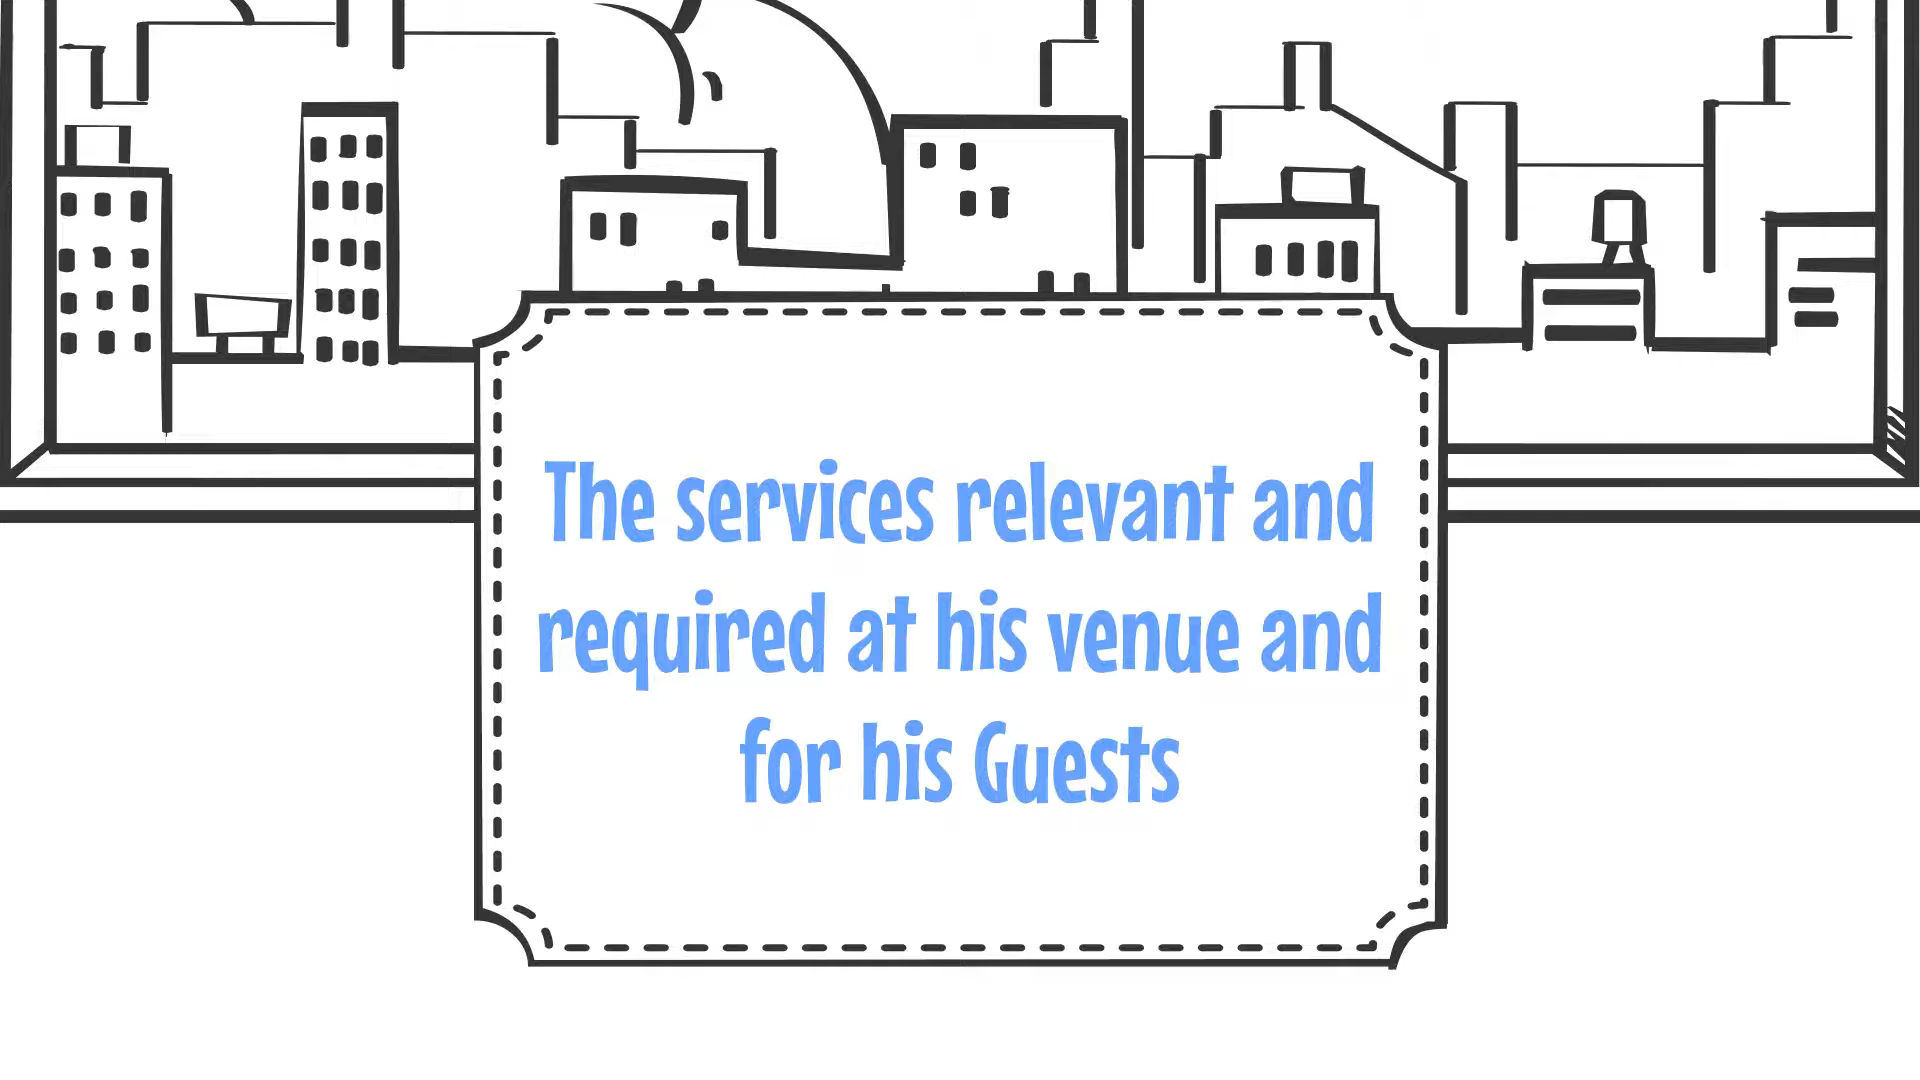 The services relevant and
required at his venue and
for his Guests